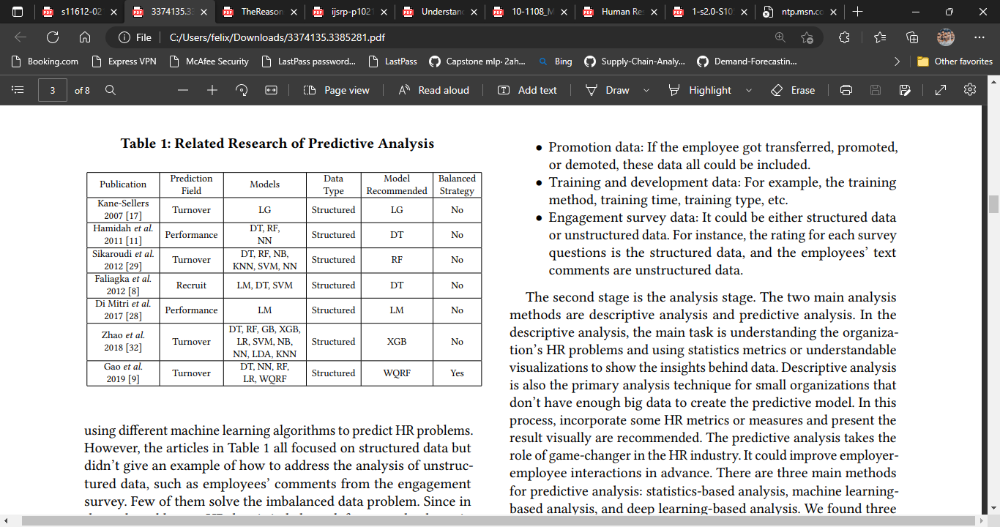 s11612-02
3374135.3
TheReason
ijsrp-p1021
Understand
10-1108_M
Human Re
1-s2.0-S10
ntp.msn.co
File
C:/Users/felix/Downloads/3374135.3385281.pdf
Booking.com
Express VPN
McAfee Security
LastPass password...
LastPass
Capstone mlp· 2ah...
Bing
Supply-Chain-Analy...
Demand-Forecastin...
Other favorites
3 of 8
Page view
Read aloud
Add text
Draw
Highlight
Erase
Table 1: Related Research of Predictive Analysis
Publication Prediction Field Models Data Type Model Recommended Balanced Strategy
Kane-Sellers 2007 [17] Turnover LG Structured LG No
Hamidah et al. 2011 [11] Performance DT, RF, NN Structured DT No
Sikaroudi et al. 2012 [29] Turnover DT, RF, NB, KNN, SVM, NN Structured RF No
Faliagka et al. 2012 [8] Recruit LM, DT, SVM Structured DT No
Di Mitri et al. 2017 [28] Performance LM Structured LM No
Zhao et al. 2018 [32] Turnover DT, RF, GB, XGB, LR, SVM, NB, NN, LDA, KNN Structured XGB No
Gao et al. 2019 [9] Turnover DT, NN, RF, LR, WQRF Structured WQRF Yes
using different machine learning algorithms to predict HR problems.
However, the articles in Table 1 all focused on structured data but
didn't give an example of how to address the analysis of unstruc-
tured data, such as employees' comments from the engagement
survey. Few of them solve the imbalanced data problem. Since in
• Promotion data: If the employee got transferred, promoted,
or demoted, these data all could be included.
• Training and development data: For example, the training
method, training time, training type, etc.
• Engagement survey data: It could be either structured data
or unstructured data. For instance, the rating for each survey
questions is the structured data, and the employees' text
comments are unstructured data.
The second stage is the analysis stage. The two main analysis
methods are descriptive analysis and predictive analysis. In the
descriptive analysis, the main task is understanding the organiza-
tion's HR problems and using statistics metrics or understandable
visualizations to show the insights behind data. Descriptive analysis
is also the primary analysis technique for small organizations that
don't have enough big data to create the predictive model. In this
process, incorporate some HR metrics or measures and present the
result visually are recommended. The predictive analysis takes the
role of game-changer in the HR industry. It could improve employer-
employee interactions in advance. There are three main methods
for predictive analysis: statistics-based analysis, machine learning-
based analysis, and deep learning-based analysis. We found three